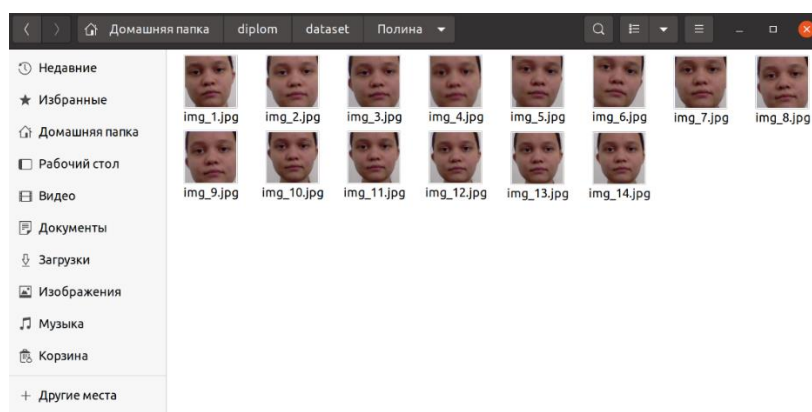 Домашняя папка diplom dataset Полина
Недавние
Избранные
Домашняя папка
Рабочий стол
Видео
Документы
Загрузки
Изображения
Музыка
Корзина
Другие места
img_1.jpg img_2.jpg img_3.jpg img_4.jpg img_5.jpg img_6.jpg img_7.jpg img_8.jpg
img_9.jpg img_10.jpg img_11.jpg img_12.jpg img_13.jpg img_14.jpg